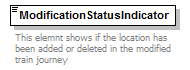 ModificationStatusIndicator
This elemnt shows if the location has
been added or deleted in the modified
train journey